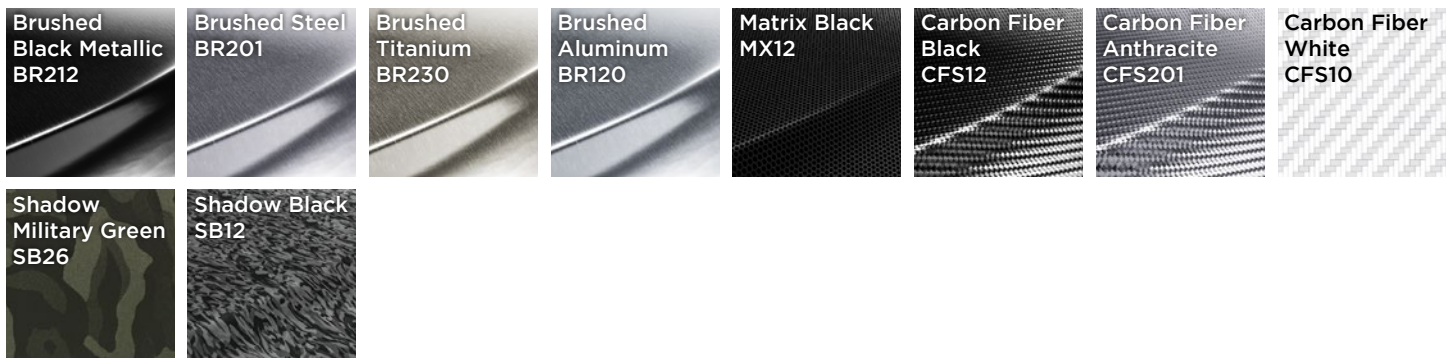 Brushed
Black Metallic
BR212
Brushed Steel
BR201
Brushed
Titanium
BR230
Brushed
Aluminum
BR120
Matrix Black
MX12
Carbon Fiber
Black
CFS12
Carbon Fiber
Anthracite
CFS201
Carbon Fiber
White
CFS10
Shadow
Military Green
SB26
Shadow Black
SB12